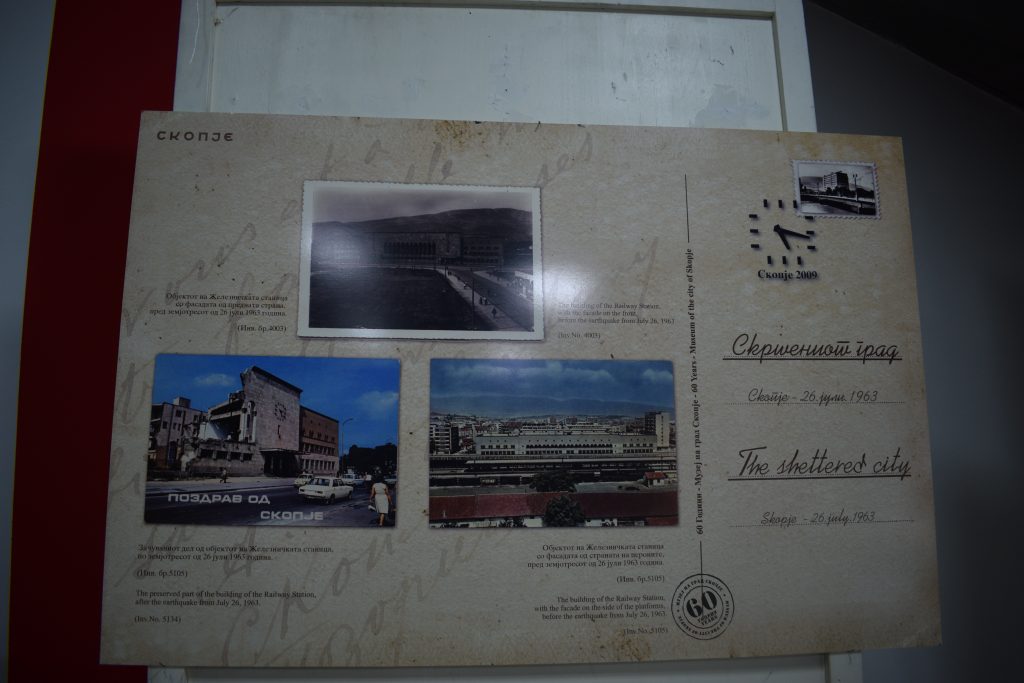 СКОПЈЕ
Објектот на Железничката станица
со фасадата од предната страна,
пред земјотресот од 26 јули 1963 година.
(Инв. бр.4003)
The building of the Railway Station,
with the facade on the front,
before the earthquake from July 26, 1963
(Inv.No. 4003)
ПОЗДРАВ ОД
СКОПЈЕ
Зачуваниот дел од објектот на Железничката станица,
по земјотресот од 26 јули 1963 година.
(Инв. бр.5105)
The preserved part of the building of the Railway Station,
after the earthquake from July 26, 1963.
(Inv.No. 5134)
Објектот на Железничката станица
со фасадата од страната на пероните,
пред земјотресот од 26 јули 1963 година.
(Инв. бр.5105)
The building of the Railway Station,
with the facade on the side of the platforms,
before the earthquake from July 26, 1963.
(Inv.No.5105)
60 Години - Музеј на град Скопје - 60 Years - Museum of the city of Skopje
60
ГОДИНИ
YEARS
Скопје 2009
Скршениот град
Скопје - 26.јули.1963
The shettered city
Skopje - 26.july.1963